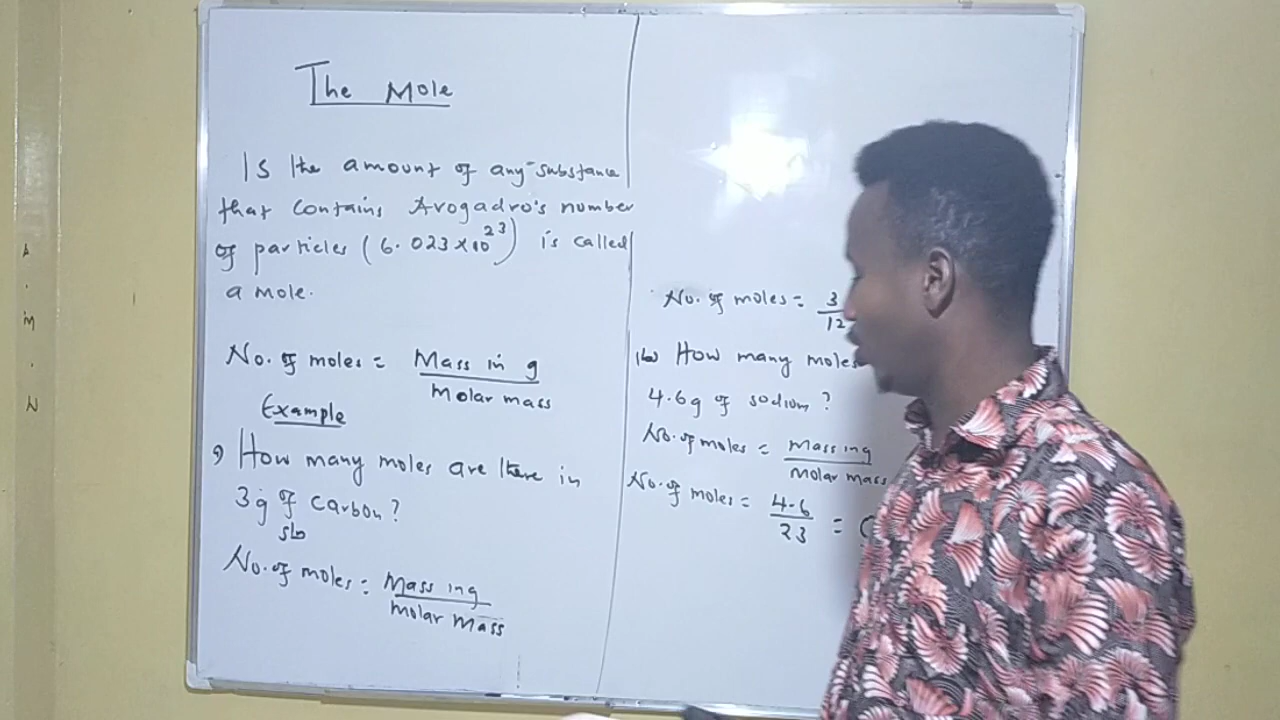 The Mole
Is the amount of any substance
that contains Avogadro's number
of particles (6.023x10^23) is called
a mole.
No. of moles = Mass in g
Molar mass
Example
How many moles are there in
3g of carbon?
No. of moles = Mass in g
Molar Mass
No. of moles = 3
12
How many moles
4.6g of sodium?
No. of moles = Mass in g
Molar mass
No. of moles = 4.6 =
23
A
.
M
.
N